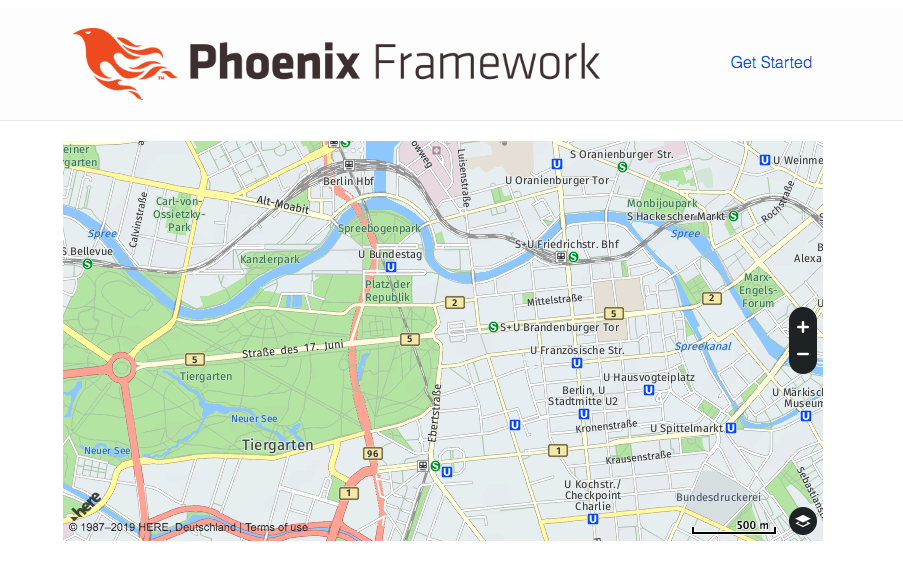 Phoenix Framework
TM
Get Started
einer
garten
Berlin Hbf
owweg
Luisenstraße
S Oranienburger Str.
U Weinme
U Oranienburger Tor
Carl-von-
Ossietzky-
Park
Calvinstraße
Alt-Moabit
Monbijoupark
S Hackescher Markt
Rochstraße
Spree
Spreebogenpark
Spree
S Bellevue
U Bundestag
S+U Friedrichstr. Bhf
B
Alexa
Kanzlerpark
Platz der
Republik
Marx-
Engels-
Forum
2
Mittelstraße
5
2
S+U Brandenburger Tor
5
5
Straße des 17. Juni
U Französische Str.
Spreekanal
Tiergarten
U Hausvogteiplatz
Berlin, U
Stadtmitte U2
U Märkisc
Museum
Ebertstraße
Neuer See
Kronenstraße
U Spittelmarkt
Neuer See
Tiergarten
96
1
Krausenstraße
Sebastians
1
U Kochstr./
Checkpoint
Charlie
Bundesdruckerei
here
© 1987–2019 HERE, Deutschland | Terms of use
500 m